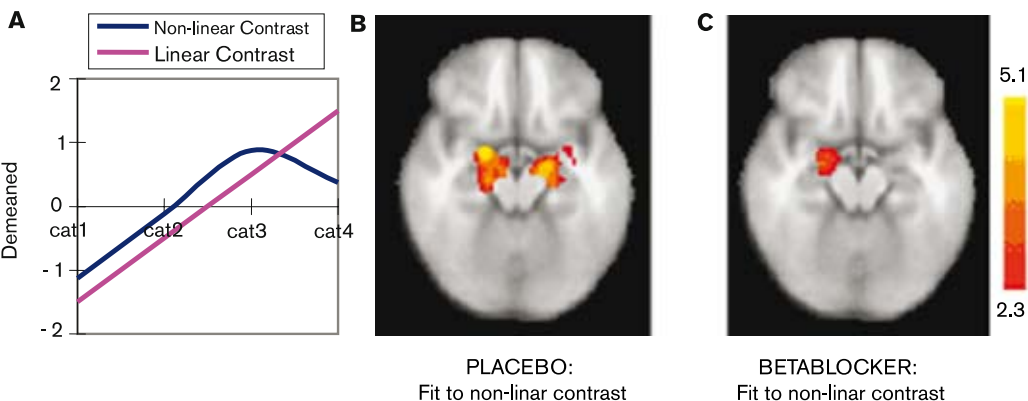 A
Non-linear Contrast
Linear Contrast
2
1
0
- 1
- 2
Demeaned
cat1 cat2 cat3 cat4
B
PLACEBO:
Fit to non-linar contrast
C
BETABLOCKER:
Fit to non-linar contrast
5.1
2.3